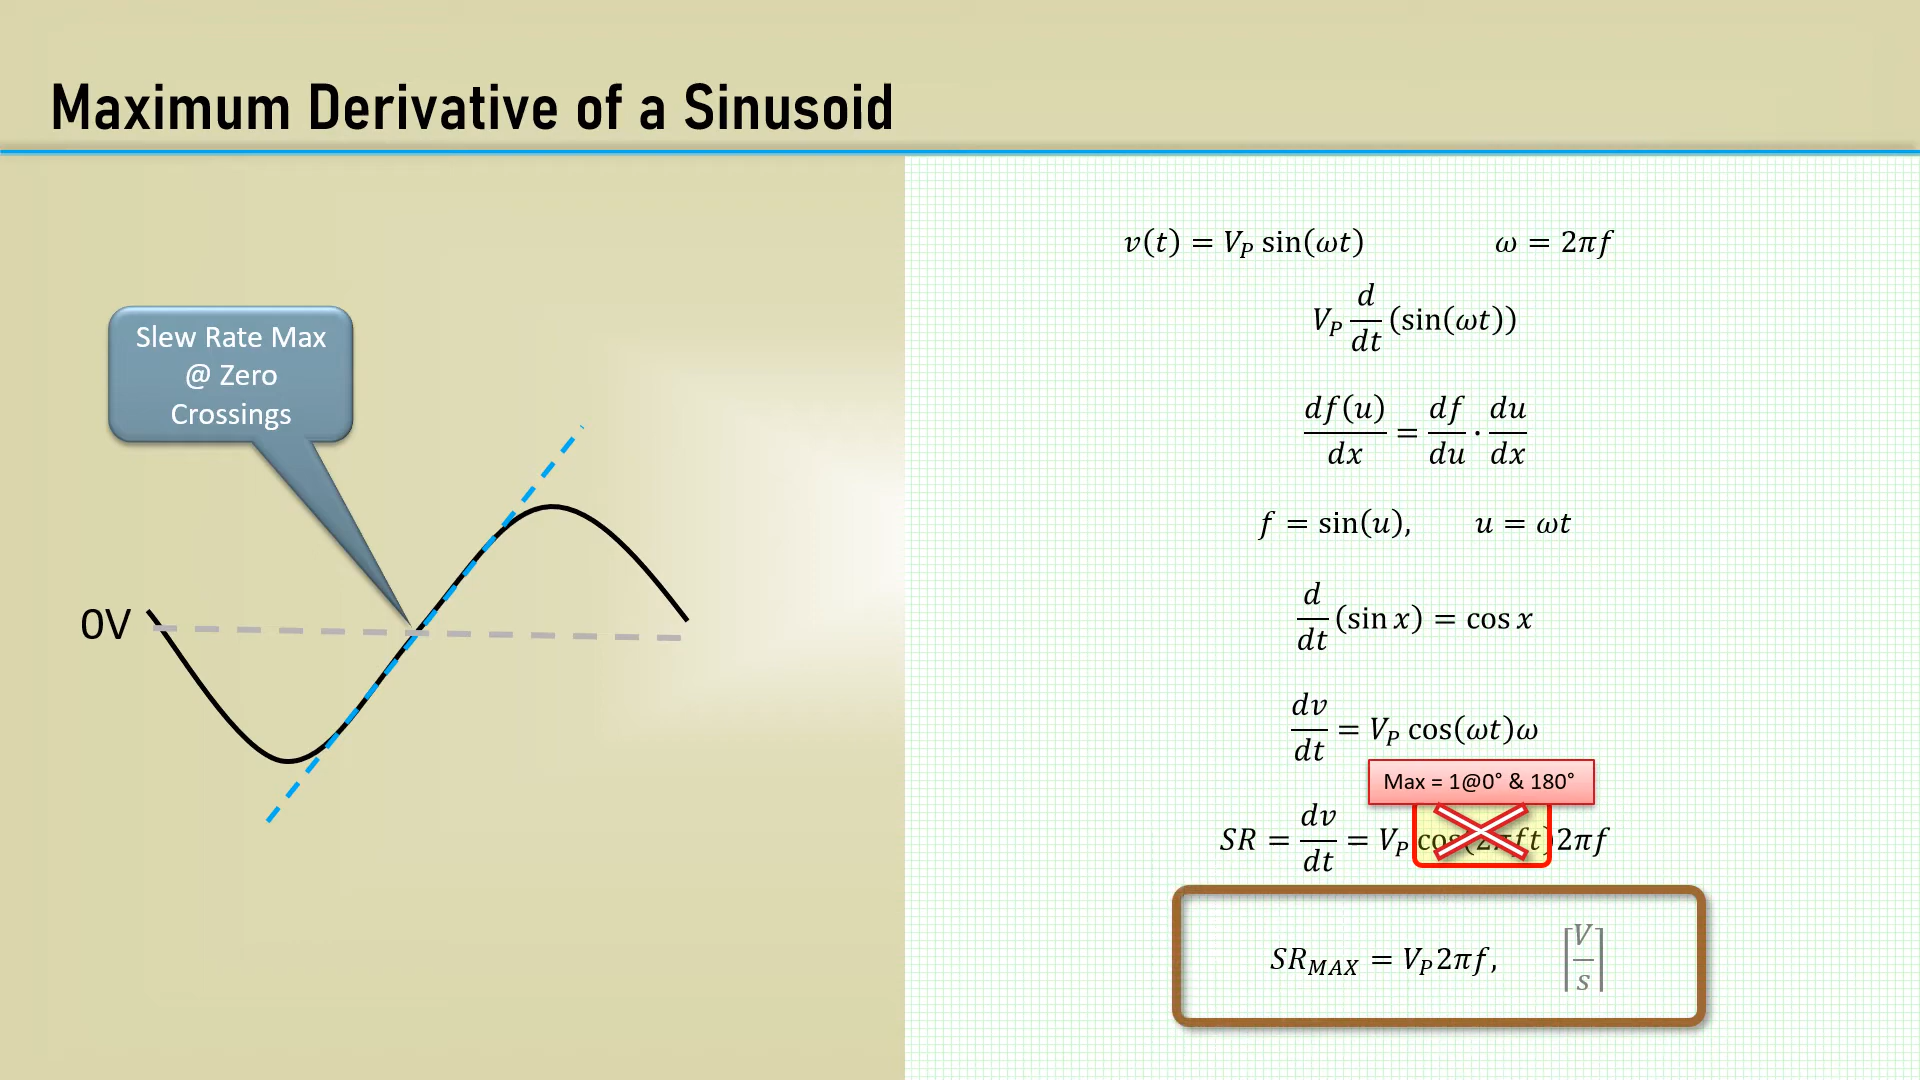 Maximum Derivative of a Sinusoid
Slew Rate Max
@ Zero
Crossings
0V
v(t) = V_P sin(ωt)   ω = 2πf
V_P d/dt (sin(ωt))
df(u)/dx = df/du · du/dx
f = sin(u),   u = ωt
d/dt (sin x) = cos x
dv/dt = V_P cos(ωt)ω
Max = 1@0° & 180°
SR = dv/dt = V_P cos(2πft)2πf
SR_MAX = V_P 2πf,   [V/s]